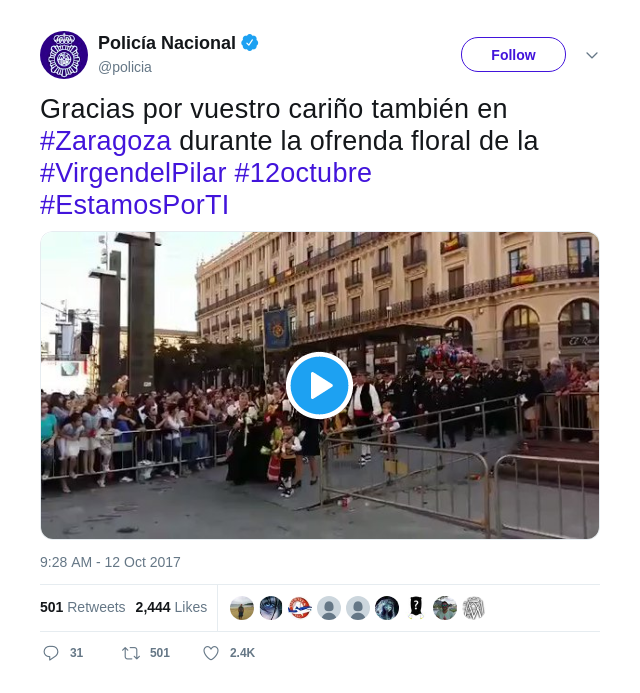 Policía Nacional
@policia
Follow
Gracias por vuestro cariño también en
#Zaragoza durante la ofrenda floral de la
#VirgendelPilar #12octubre
#EstamosPorTI
9:28 AM - 12 Oct 2017
501 Retweets 2,444 Likes
?
31 501 2.4K